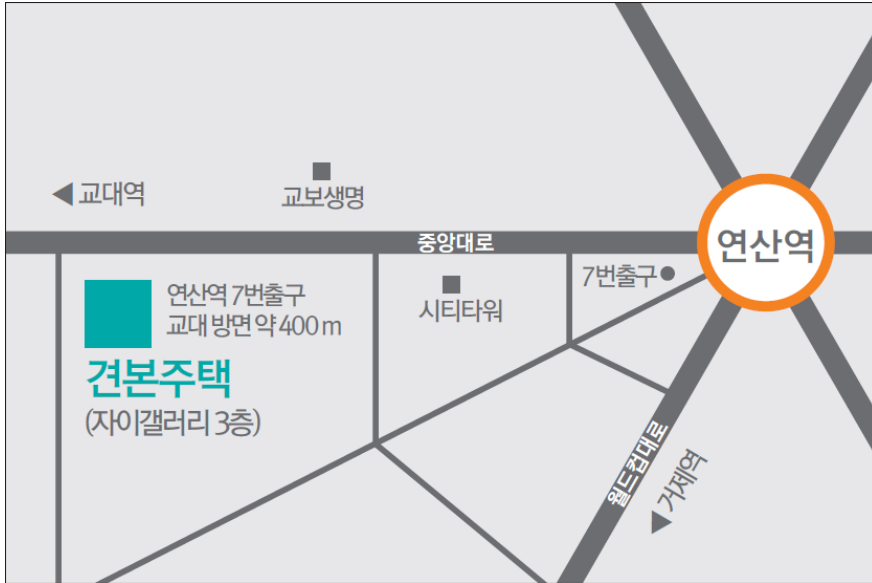 ◀ 교대역
교보생명
중앙대로
연산역
7번출구
연산역 7번출구
교대 방면 약 400m
시티타워
견본주택
(자이갤러리 3층)
월드컵대로
◀ 거제역